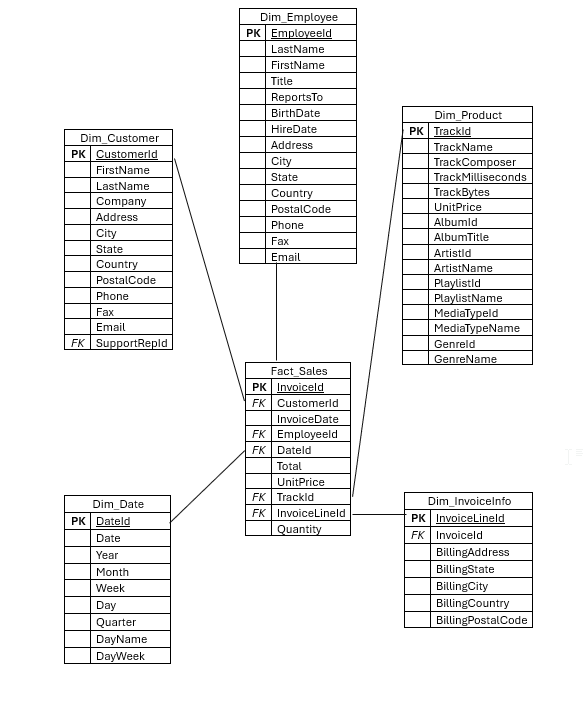 Dim_Employee
PK EmployeeId
LastName
FirstName
Title
ReportsTo
BirthDate
HireDate
Address
City
State
Country
PostalCode
Phone
Fax
Email
Dim_Customer
PK CustomerId
FirstName
LastName
Company
Address
City
State
Country
PostalCode
Phone
Fax
Email
FK SupportRepId
Dim_Product
PK TrackId
TrackName
TrackComposer
TrackMilliseconds
TrackBytes
UnitPrice
AlbumId
AlbumTitle
ArtistId
ArtistName
PlaylistId
PlaylistName
MediaTypeId
MediaTypeName
GenreId
GenreName
Fact_Sales
PK InvoiceId
FK CustomerId
InvoiceDate
FK EmployeeId
FK DateId
Total
UnitPrice
FK TrackId
FK InvoiceLineId
Quantity
Dim_Date
PK DateId
Date
Year
Month
Week
Day
Quarter
DayName
DayWeek
Dim_InvoiceInfo
PK InvoiceLineId
FK InvoiceId
BillingAddress
BillingState
BillingCity
BillingCountry
BillingPostalCode